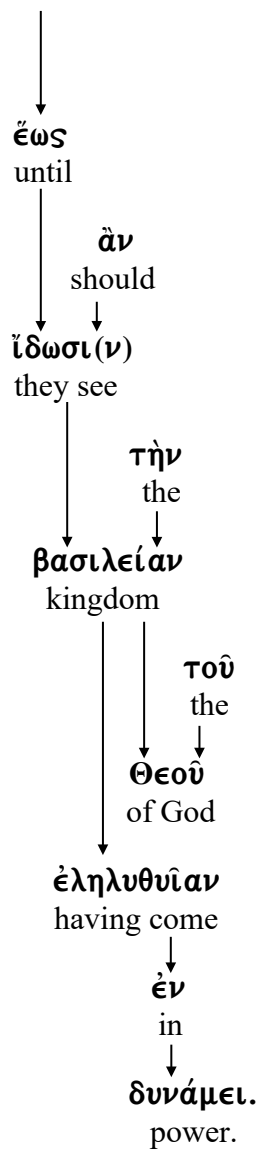 ἕως
until
ἂν
should
ἴδωσι(ν)
they see
τὴν
the
βασιλείαν
kingdom
τοῦ
the
Θεοῦ
of God
ἐληλυθυῖαν
having come
ἐν
in
δυνάμει.
power.